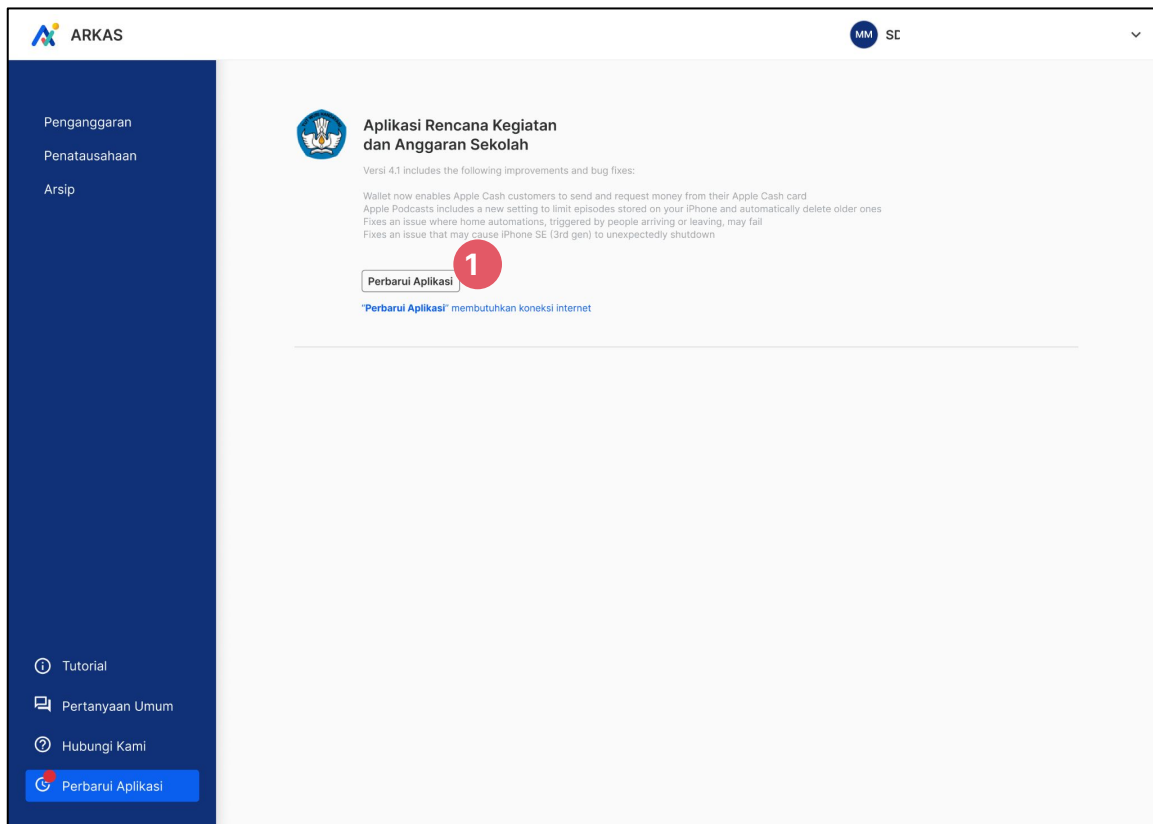 ARKAS
MM
Penganggaran
Penatausahaan
Arsip
Aplikasi Rencana Kegiatan
dan Anggaran Sekolah
Versi 4.1 includes the following improvements and bug fixes:
Wallet now enables Apple Cash customers to send and request money from their Apple Cash card
Apple Podcasts includes a new setting to limit episodes stored on your iPhone and automatically delete older ones
Fixes an issue where home automations, triggered by people arriving or leaving, may fail
Fixes an issue that may cause iPhone SE (3rd gen) to unexpectedly shutdown
Perbarui Aplikasi
1
"Perbarui Aplikasi" membutuhkan koneksi internet
Tutorial
Pertanyaan Umum
Hubungi Kami
Perbarui Aplikasi